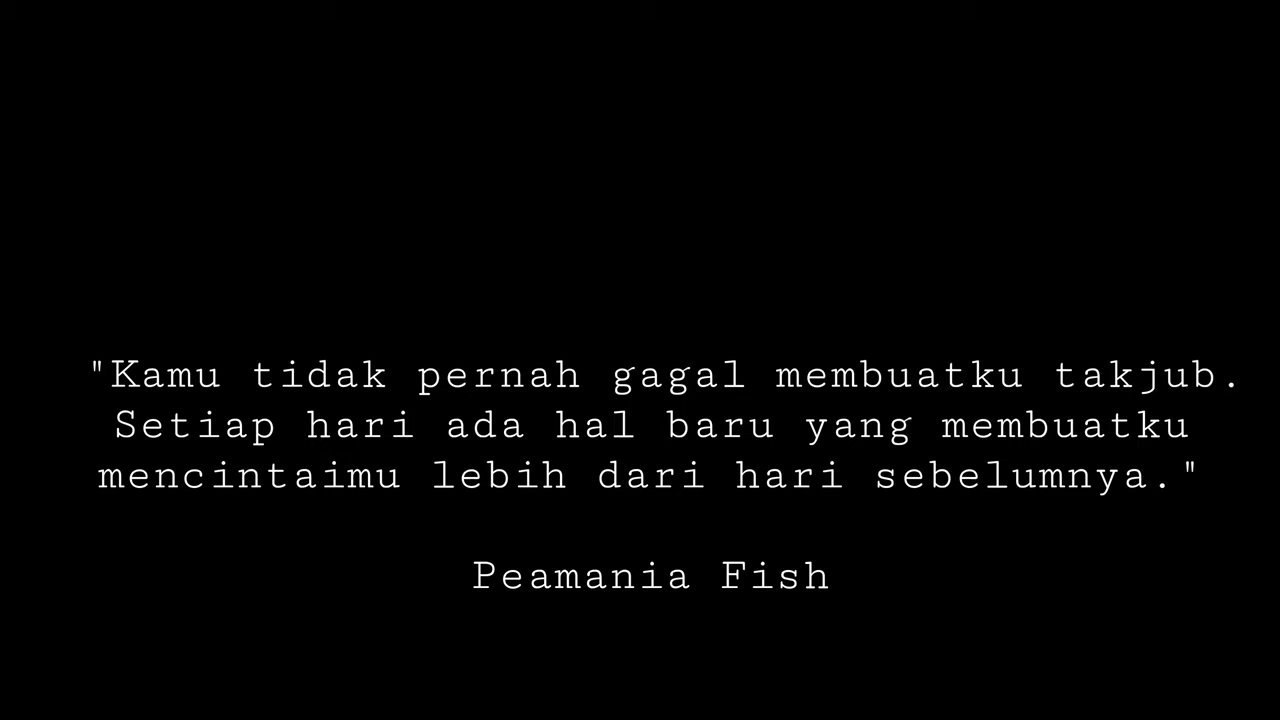 "Kamu tidak pernah gagal membuatku takjub.
Setiap hari ada hal baru yang membuatku
mencintaimu lebih dari hari sebelumnya."
Peamania Fish